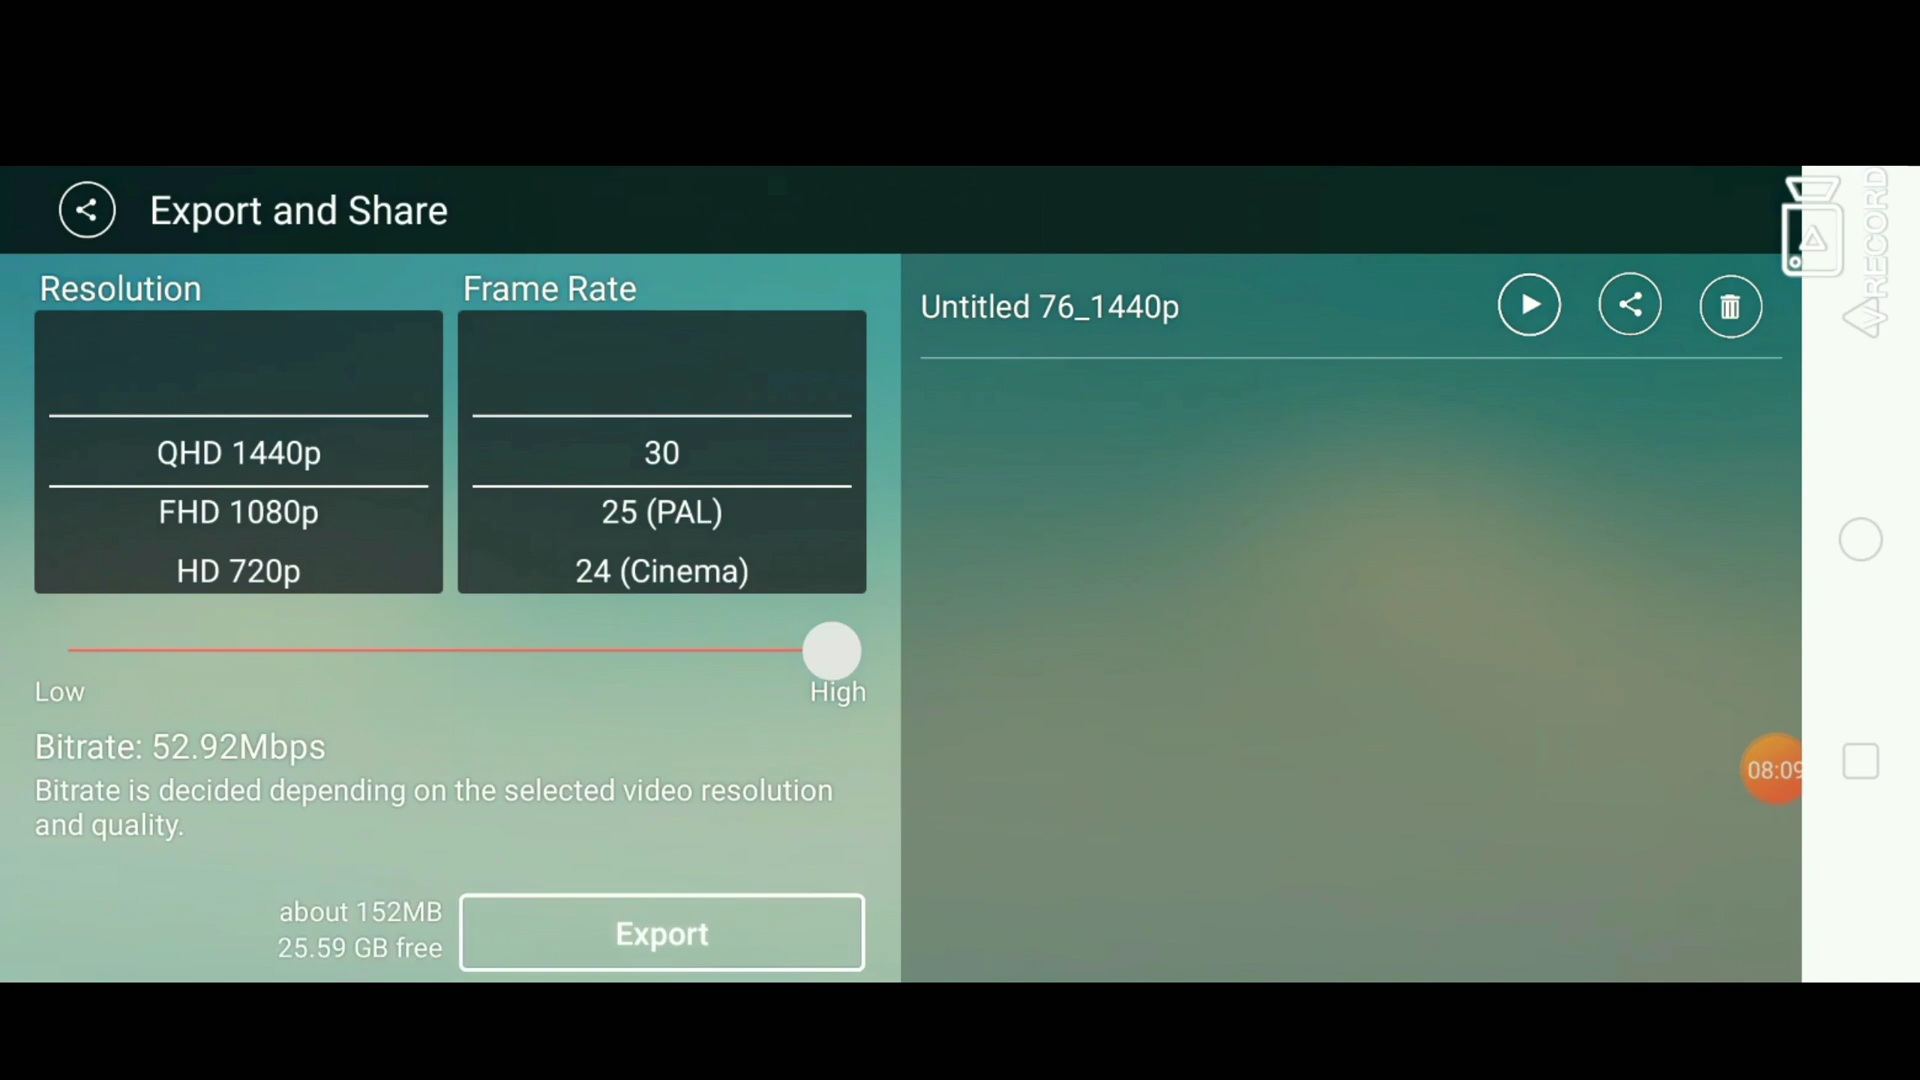 Export and Share
Resolution
Frame Rate
QHD 1440p
FHD 1080p
HD 720p
30
25 (PAL)
24 (Cinema)
Low
High
Bitrate: 52.92Mbps
Bitrate is decided depending on the selected video resolution
and quality.
about 152MB
25.59 GB free
Export
Untitled 76_1440p
RECORD
08:09